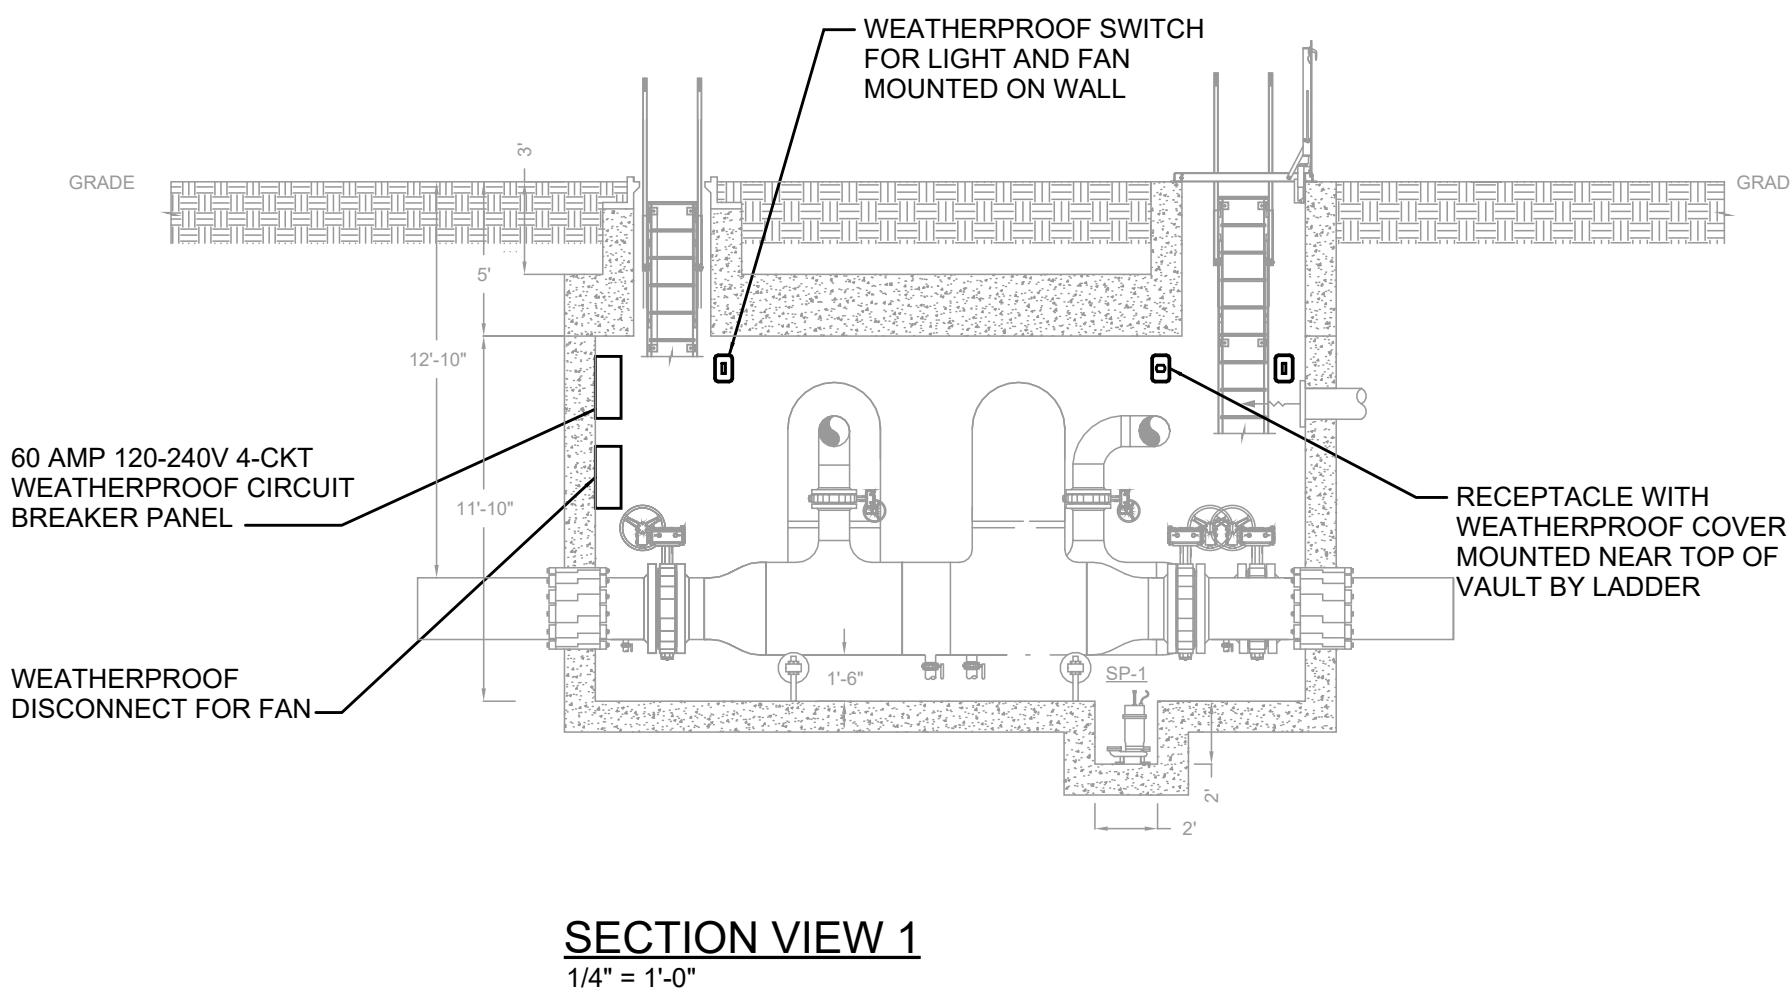 WEATHERPROOF SWITCH
FOR LIGHT AND FAN
MOUNTED ON WALL
GRADE
3'
GRAD
5'
12'-10"
60 AMP 120-240V 4-CKT
WEATHERPROOF CIRCUIT
BREAKER PANEL
11'-10"
RECEPTACLE WITH
WEATHERPROOF COVER
MOUNTED NEAR TOP OF
VAULT BY LADDER
WEATHERPROOF
DISCONNECT FOR FAN
1'-6"
SP-1
2'
2'
SECTION VIEW 1
1/4" = 1'-0"